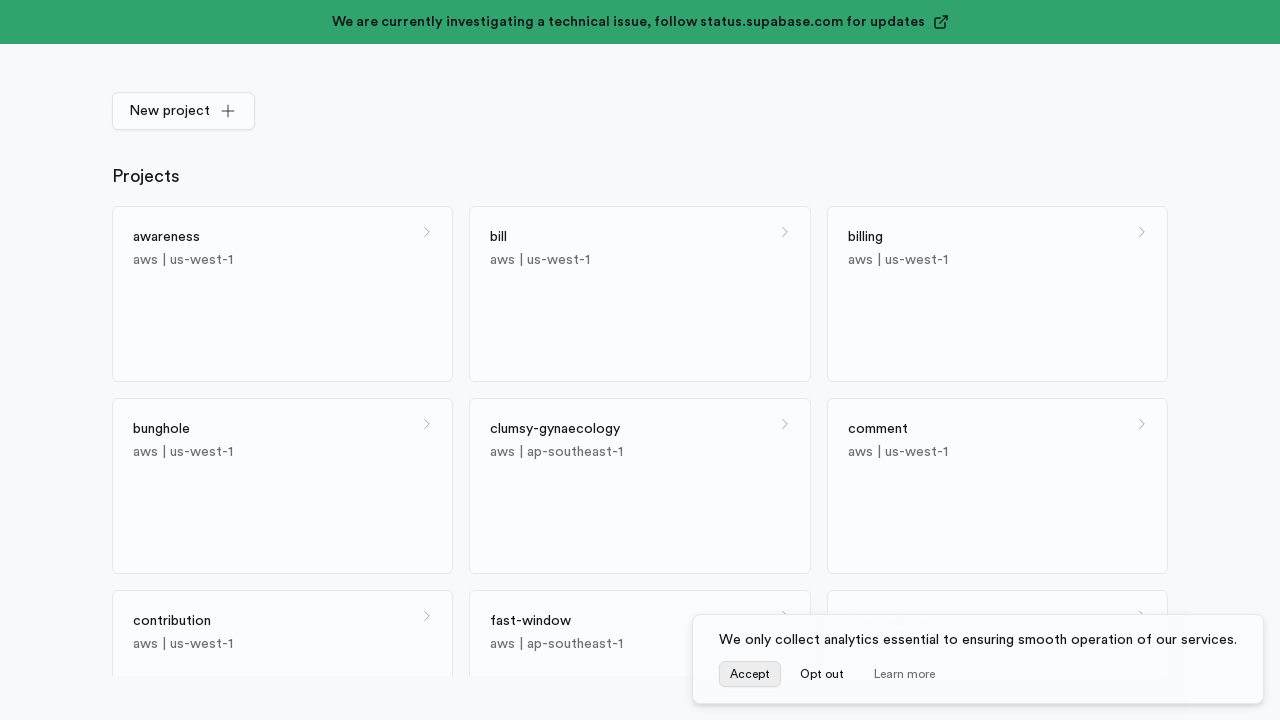 We are currently investigating a technical issue, follow status.supabase.com for updates
New project
Projects
awareness
aws | us-west-1
bill
aws | us-west-1
billing
aws | us-west-1
bunghole
aws | us-west-1
clumsy-gynaecology
aws | ap-southeast-1
comment
aws | us-west-1
contribution
aws | us-west-1
fast-window
aws | ap-southeast-1
We only collect analytics essential to ensuring smooth operation of our services.
Accept
Opt out
Learn more